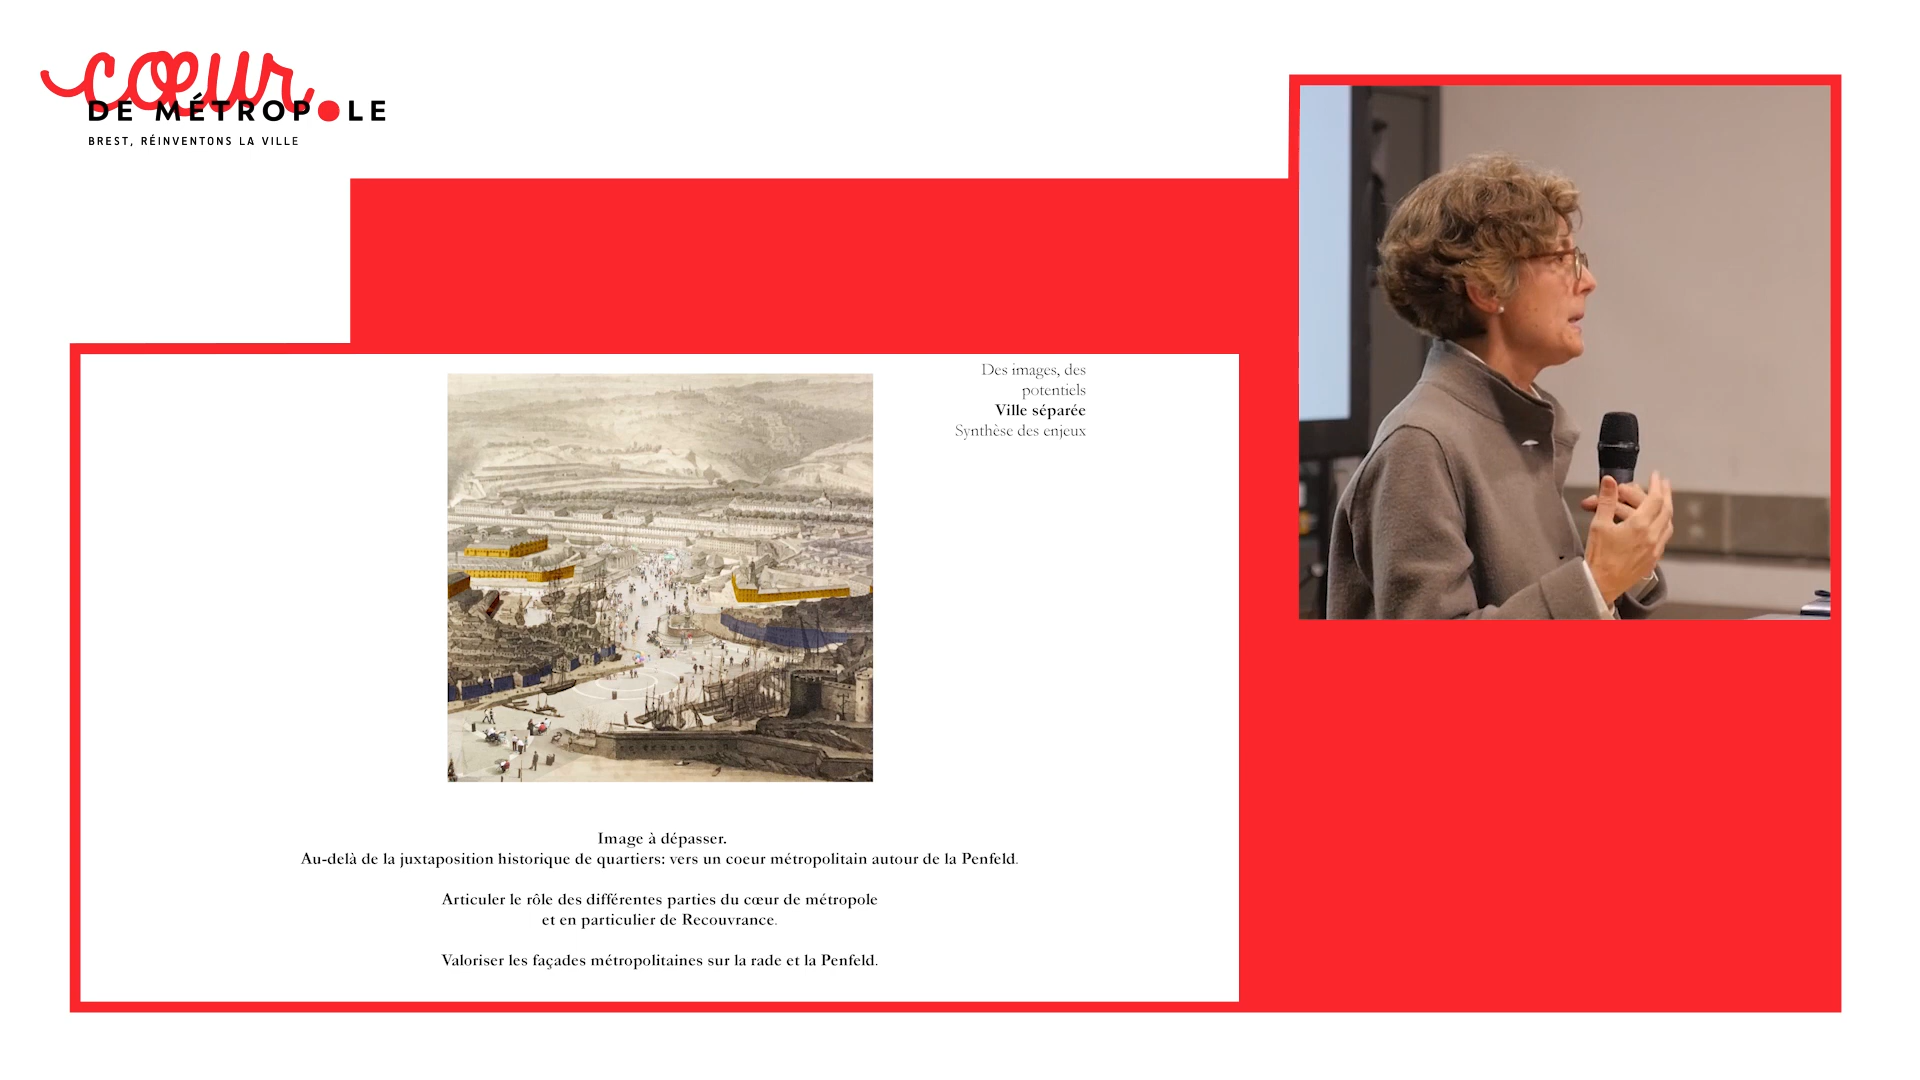 cœur
DE MÉTROPOLE
BREST, RÉINVENTONS LA VILLE
Des images, des
potentiels
Ville séparée
Synthèse des enjeux
Image à dépasser.
Au-delà de la juxtaposition historique de quartiers: vers un coeur métropolitain autour de la Penfeld.
Articuler le rôle des différentes parties du cœur de métropole
et en particulier de Recouvrance.
Valoriser les façades métropolitaines sur la rade et la Penfeld.